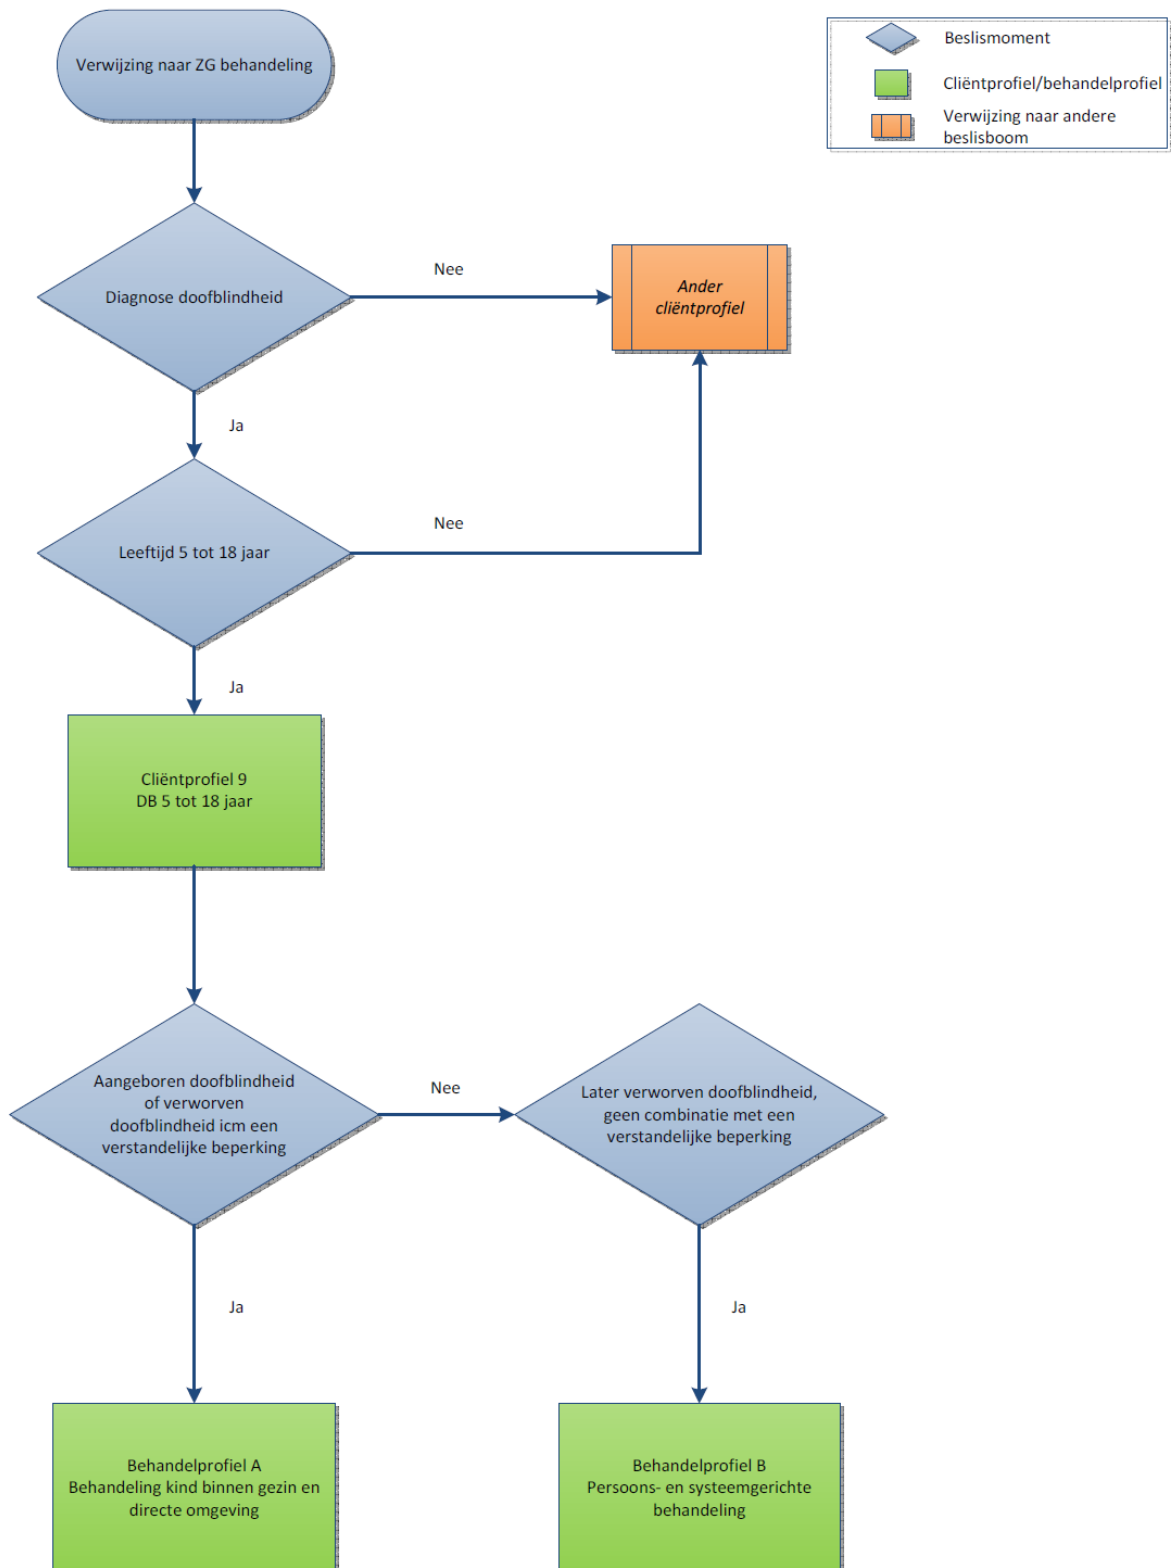 Verwijzing naar ZG behandeling
Beslismoment
Cliëntprofiel/behandelprofiel
Verwijzing naar andere
beslisboom
Diagnose doofblindheid
Nee
Ander
cliëntprofiel
Ja
Leeftijd 5 tot 18 jaar
Nee
Ja
Cliëntprofiel 9
DB 5 tot 18 jaar
Aangeboren doofblindheid
of verworven
doofblindheid icm een
verstandelijke beperking
Nee
Later verworven doofblindheid,
geen combinatie met een
verstandelijke beperking
Ja
Ja
Behandelprofiel A
Behandeling kind binnen gezin en
directe omgeving
Behandelprofiel B
Persoons- en systeemgerichte
behandeling